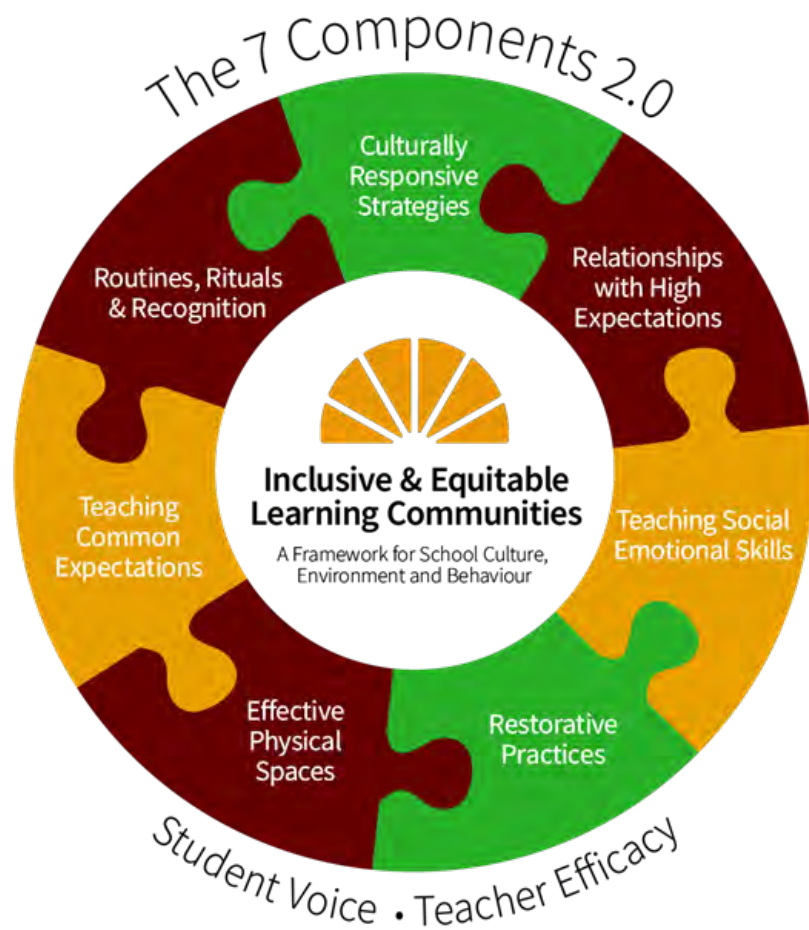 The 7 Components 2.0
Culturally
Responsive
Strategies
Relationships
with High
Expectations
Teaching Social
Emotional Skills
Restorative
Practices
Effective
Physical
Spaces
Teaching
Common
Expectations
Routines, Rituals
& Recognition
Inclusive & Equitable
Learning Communities
A Framework for School Culture,
Environment and Behaviour
Student Voice • Teacher Efficacy